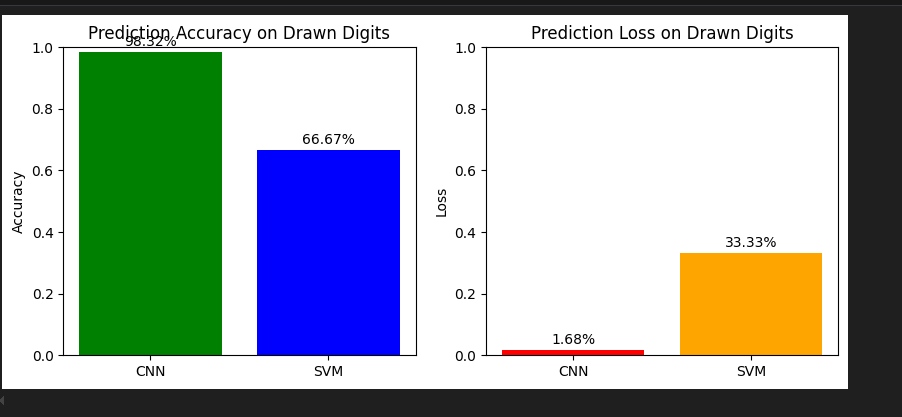 Prediction Accuracy on Drawn Digits
98.32%
66.67%
1.0
0.8
0.6
0.4
0.2
0.0
Accuracy
CNN
SVM
Prediction Loss on Drawn Digits
1.68%
33.33%
1.0
0.8
0.6
0.4
0.2
0.0
Loss
CNN
SVM